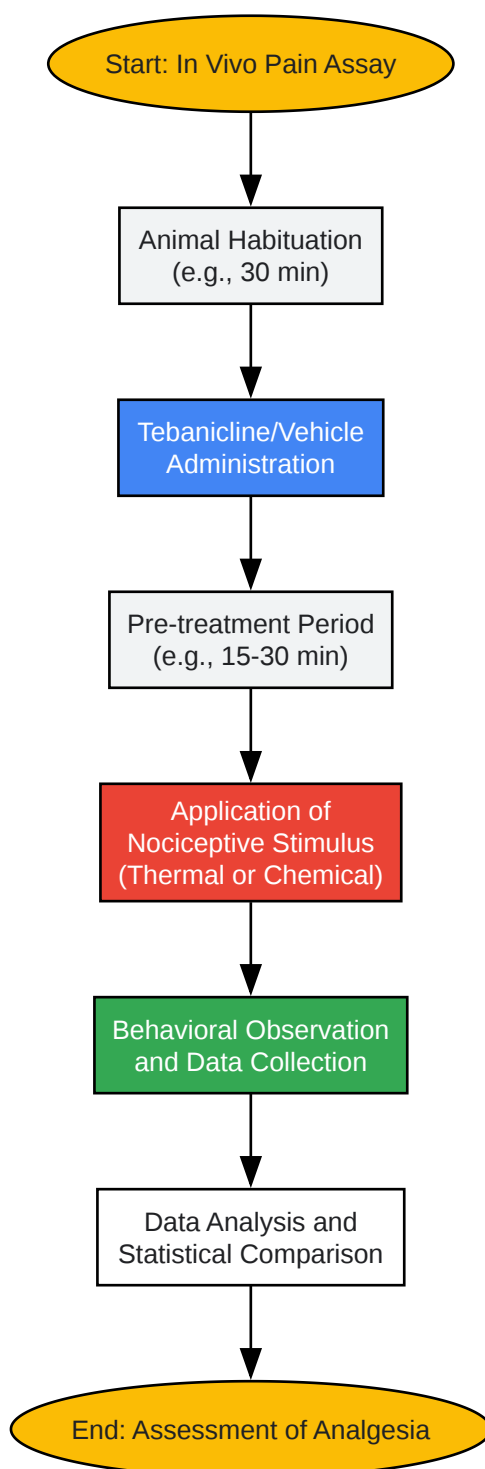 Start: In Vivo Pain Assay
Animal Habituation
(e.g., 30 min)
Tebanicline/Vehicle
Administration
Pre-treatment Period
(e.g., 15-30 min)
Application of
Nociceptive Stimulus
(Thermal or Chemical)
Behavioral Observation
and Data Collection
Data Analysis and
Statistical Comparison
End: Assessment of Analgesia